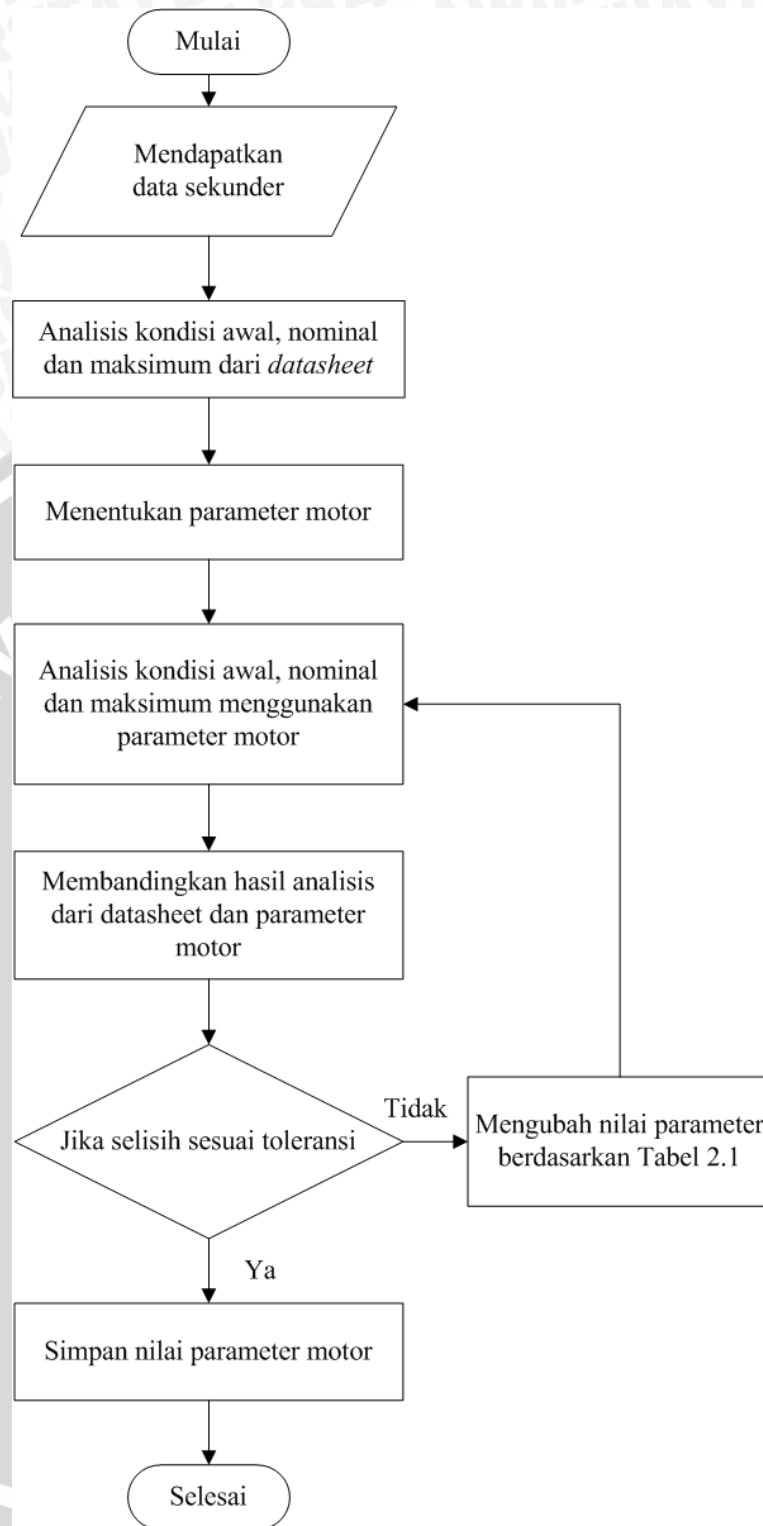 Mulai
Mendapatkan
data sekunder
Analisis kondisi awal, nominal
dan maksimum dari datasheet
Menentukan parameter motor
Analisis kondisi awal, nominal
dan maksimum menggunakan
parameter motor
Membandingkan hasil analisis
dari datasheet dan parameter
motor
Jika selisih sesuai toleransi
Tidak
Mengubah nilai parameter
berdasarkan Tabel 2.1
Ya
Simpan nilai parameter motor
Selesai